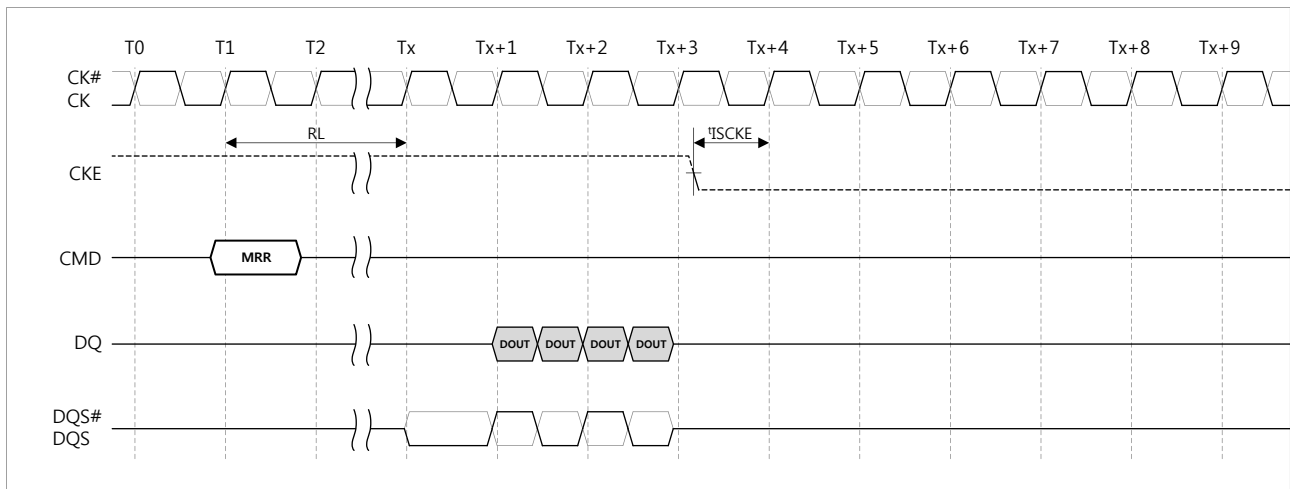 T0 T1 T2 Tx Tx+1 Tx+2 Tx+3 Tx+4 Tx+5 Tx+6 Tx+7 Tx+8 Tx+9
CK#
CK
RL tISCKE
CKE
CMD MRR
DQ DOUT DOUT DOUT DOUT
DQS#
DQS